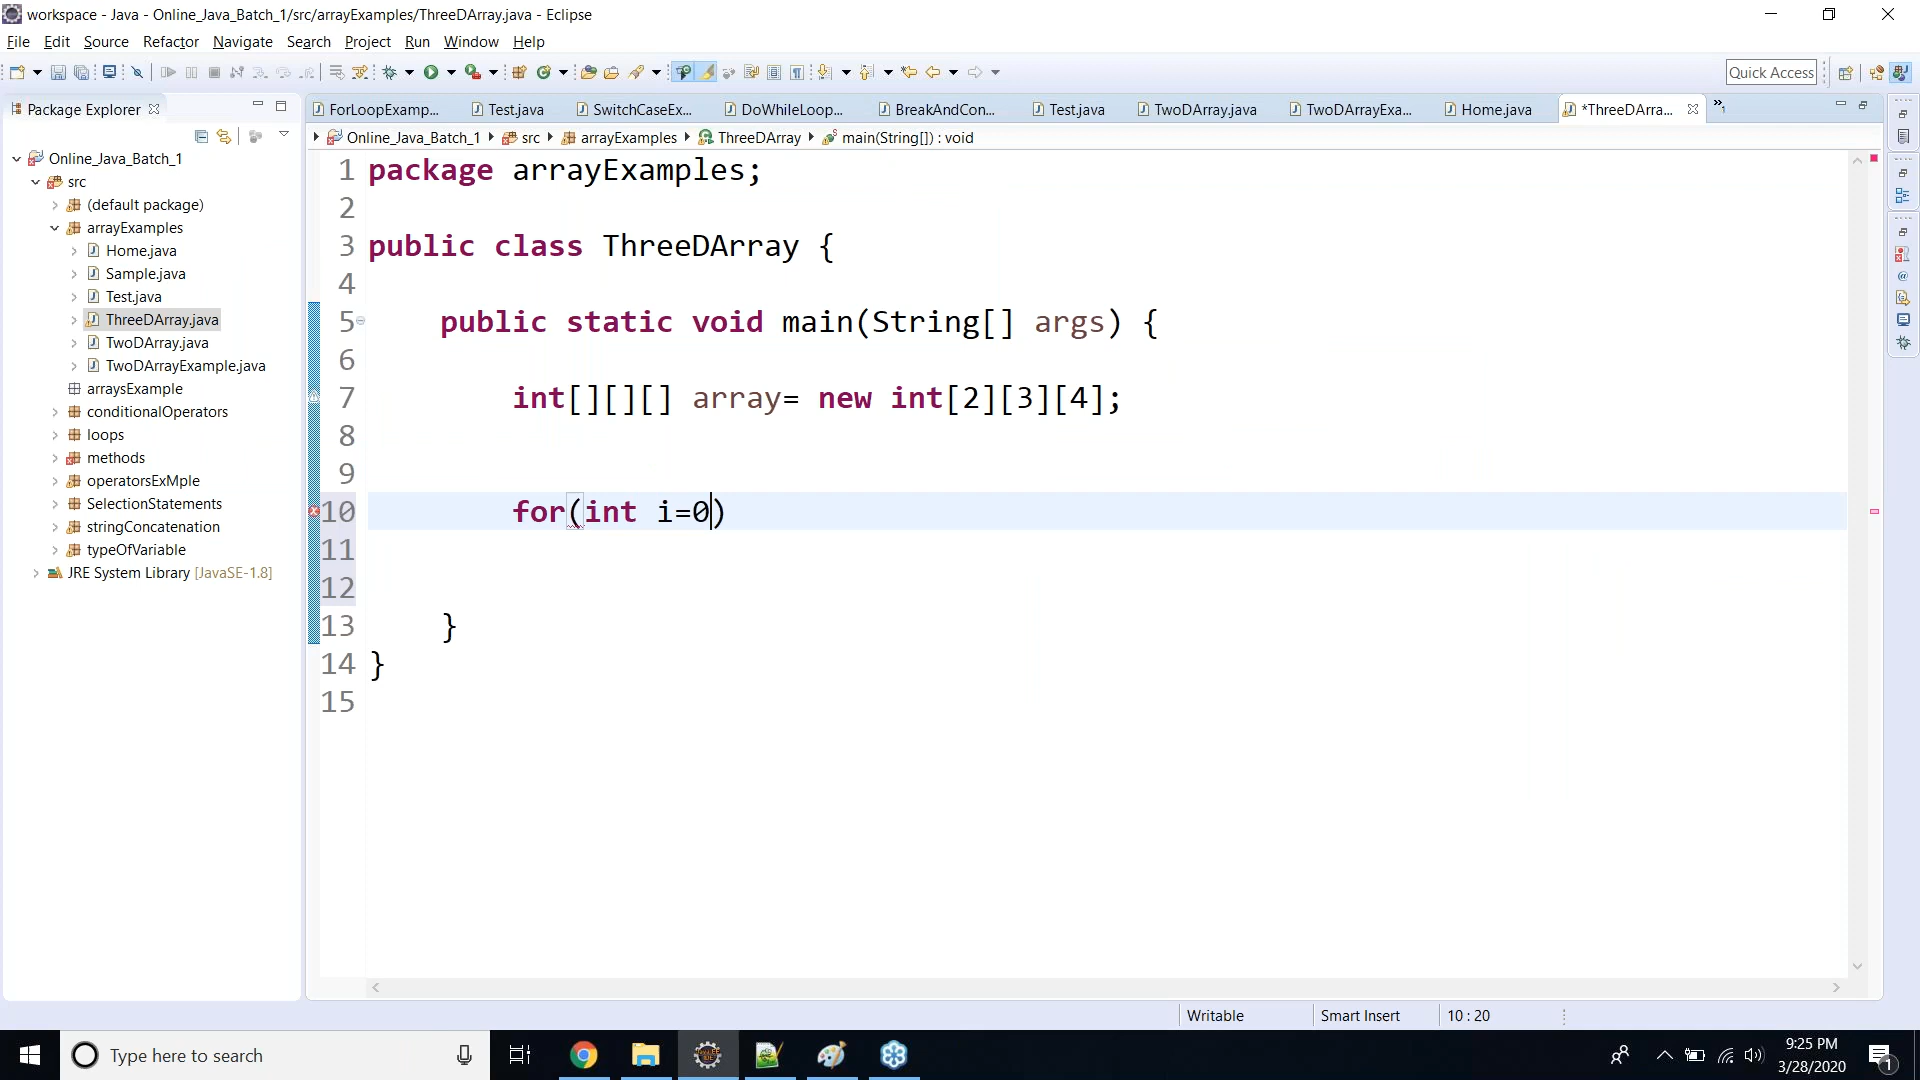 workspace - Java - Online_Java_Batch_1/src/arrayExamples/ThreeDArray.java - Eclipse
File Edit Source Refactor Navigate Search Project Run Window Help
Quick Access
Package Explorer
ForLoopExamp... Test.java SwitchCaseEx... DoWhileLoop... BreakAndCon... Test.java TwoDArray.java TwoDArrayExa... Home.java *ThreeDArra... »1
Online_Java_Batch_1 src arrayExamples ThreeDArray main(String[]) : void
Online_Java_Batch_1
src
(default package)
arrayExamples
Home.java
Sample.java
Test.java
ThreeDArray.java
TwoDArray.java
TwoDArrayExample.java
arraysExample
conditionalOperators
loops
methods
operatorsExMple
SelectionStatements
stringConcatenation
typeOfVariable
JRE System Library [JavaSE-1.8]
1 package arrayExamples;
2
3 public class ThreeDArray {
4
5 public static void main(String[] args) {
6
7 int[][][] array= new int[2][3][4];
8
9
10 for(int i=0)
11
12
13 }
14 }
15
Writable Smart Insert 10 : 20
Type here to search
9:25 PM
3/28/2020
1